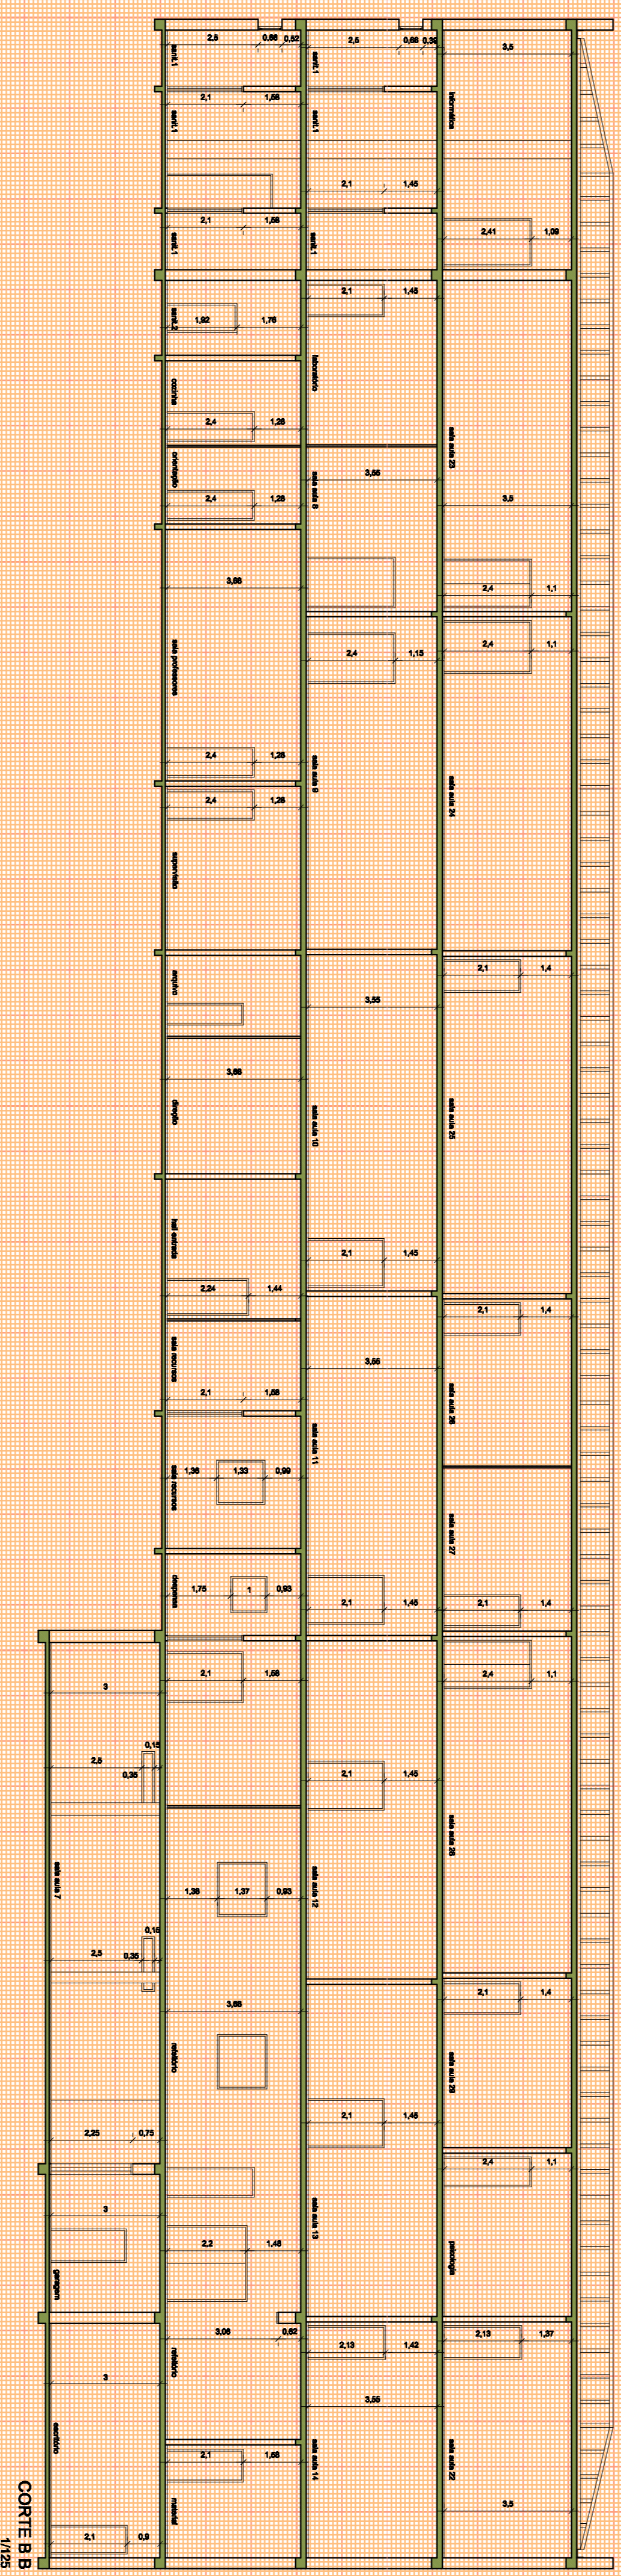 3,5
informática
2,41 1,09
sala aula 23
3,5
2,4 1,1
2,4 1,1
sala aula 24
2,1 1,4
sala aula 25
2,1 1,4
sala aula 26
sala aula 27
2,1 1,4
2,4 1,1
sala aula 28
2,1 1,4
sala aula 29
2,4 1,1
psicologia
2,13 1,37
sala aula 22
3,5
2,5 0,66 0,39
sanit.1
sanit.1
2,1 1,45
sanit.1
2,1 1,45
laboratório
3,55
sala aula 8
2,4 1,15
sala aula 9
3,55
sala aula 10
2,1 1,45
3,55
sala aula 11
2,1 1,45
2,1 1,45
sala aula 12
2,1 1,45
sala aula 13
2,13 1,42
3,55
sala aula 14
2,5 0,66 0,52
sanit.1
2,1 1,58
sanit.1
2,1 1,58
sanit.1
sanit.2
1,92 1,76
cozinha
2,4 1,28
orientação
2,4 1,28
3,68
sala professores
2,4 1,28
2,4 1,28
supervisão
arquivo
3,68
direção
hall entrada
2,24 1,44
sala recursos
2,1 1,58
sala recursos
1,36 1,33 0,99
despensa
1,75 1 0,93
2,1 1,58
1,38 1,37 0,93
3,68
refeitório
2,2 1,48
3,06 0,62
refeitório
2,1 1,58
material
3
0,15
2,5 0,35
sala aula 7
0,15
2,5 0,35
2,25 0,75
3
garagem
3
escritório
2,1 0,9
CORTE B B
1/125